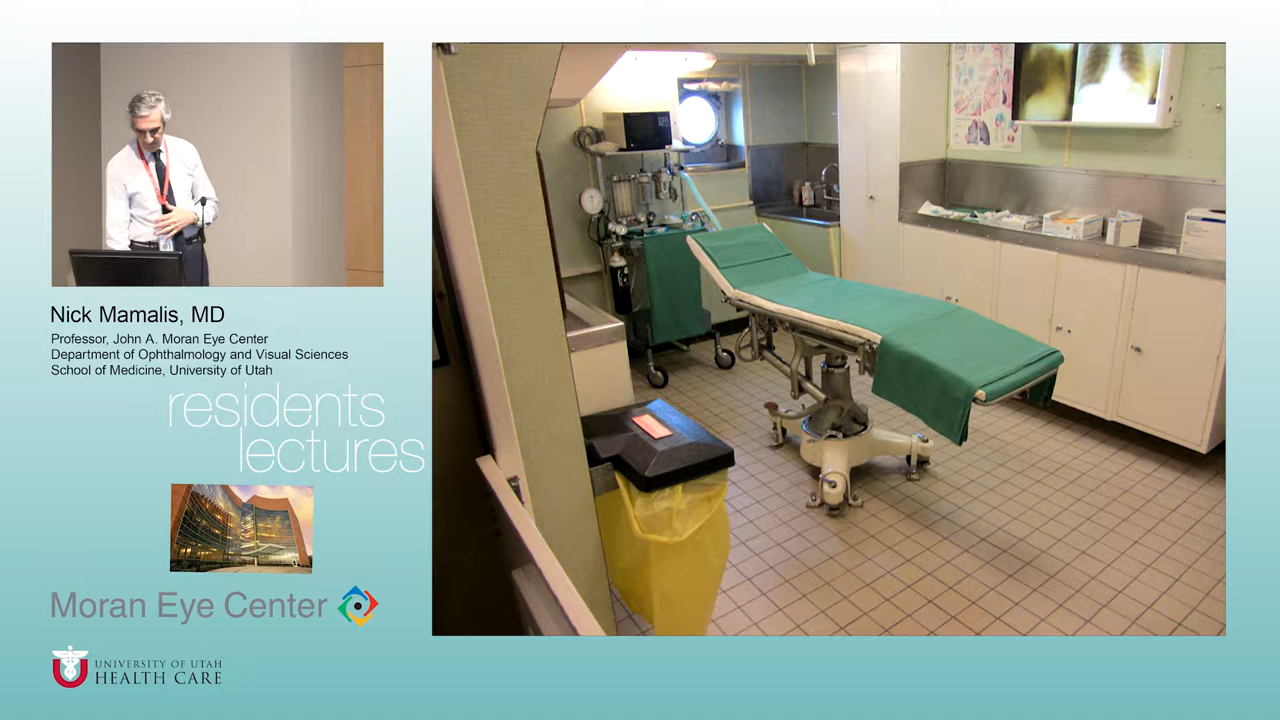 Nick Mamalis, MD
Professor, John A. Moran Eye Center
Department of Ophthalmology and Visual Sciences
School of Medicine, University of Utah
residents
lectures
Moran Eye Center
U
UNIVERSITY OF UTAH
HEALTH CARE